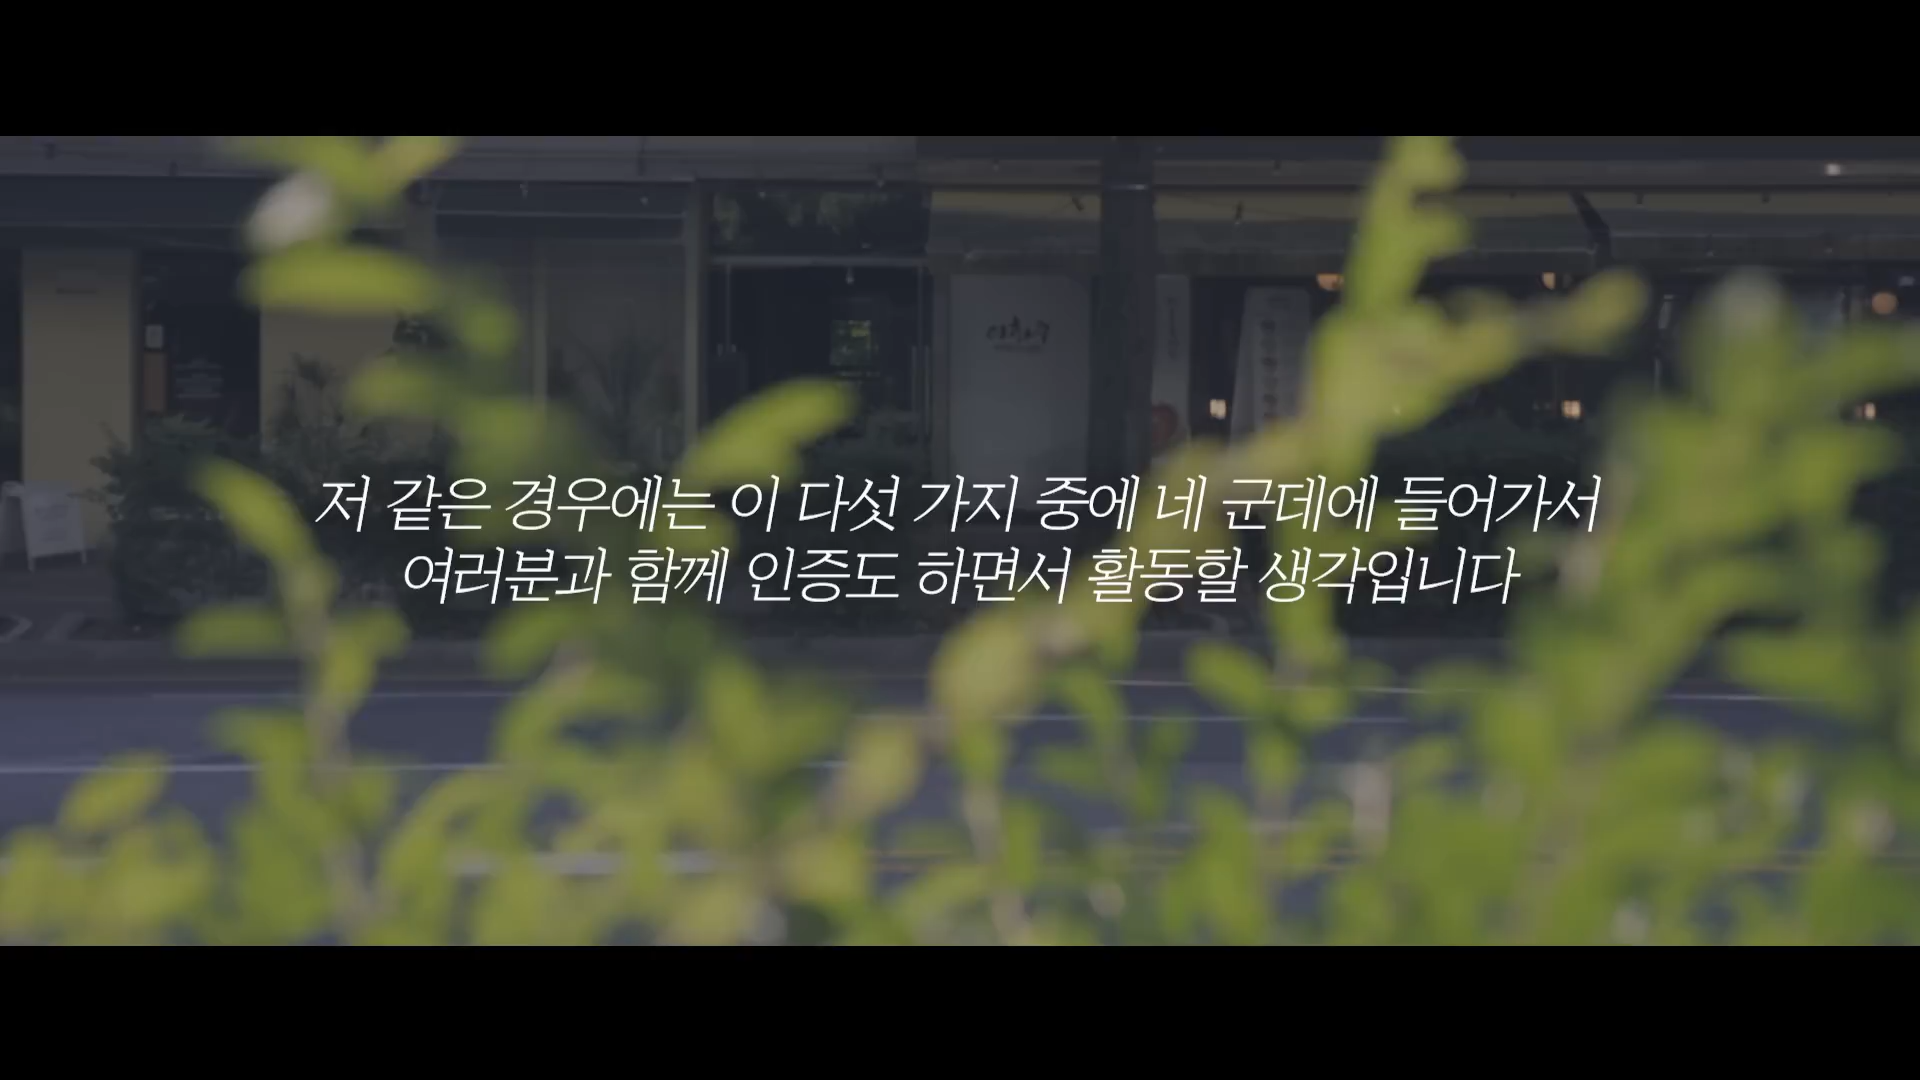 저 같은 경우에는 이 다섯 가지 중에 네 군데에 들어가서
여러분과 함께 인증도 하면서 활동할 생각입니다